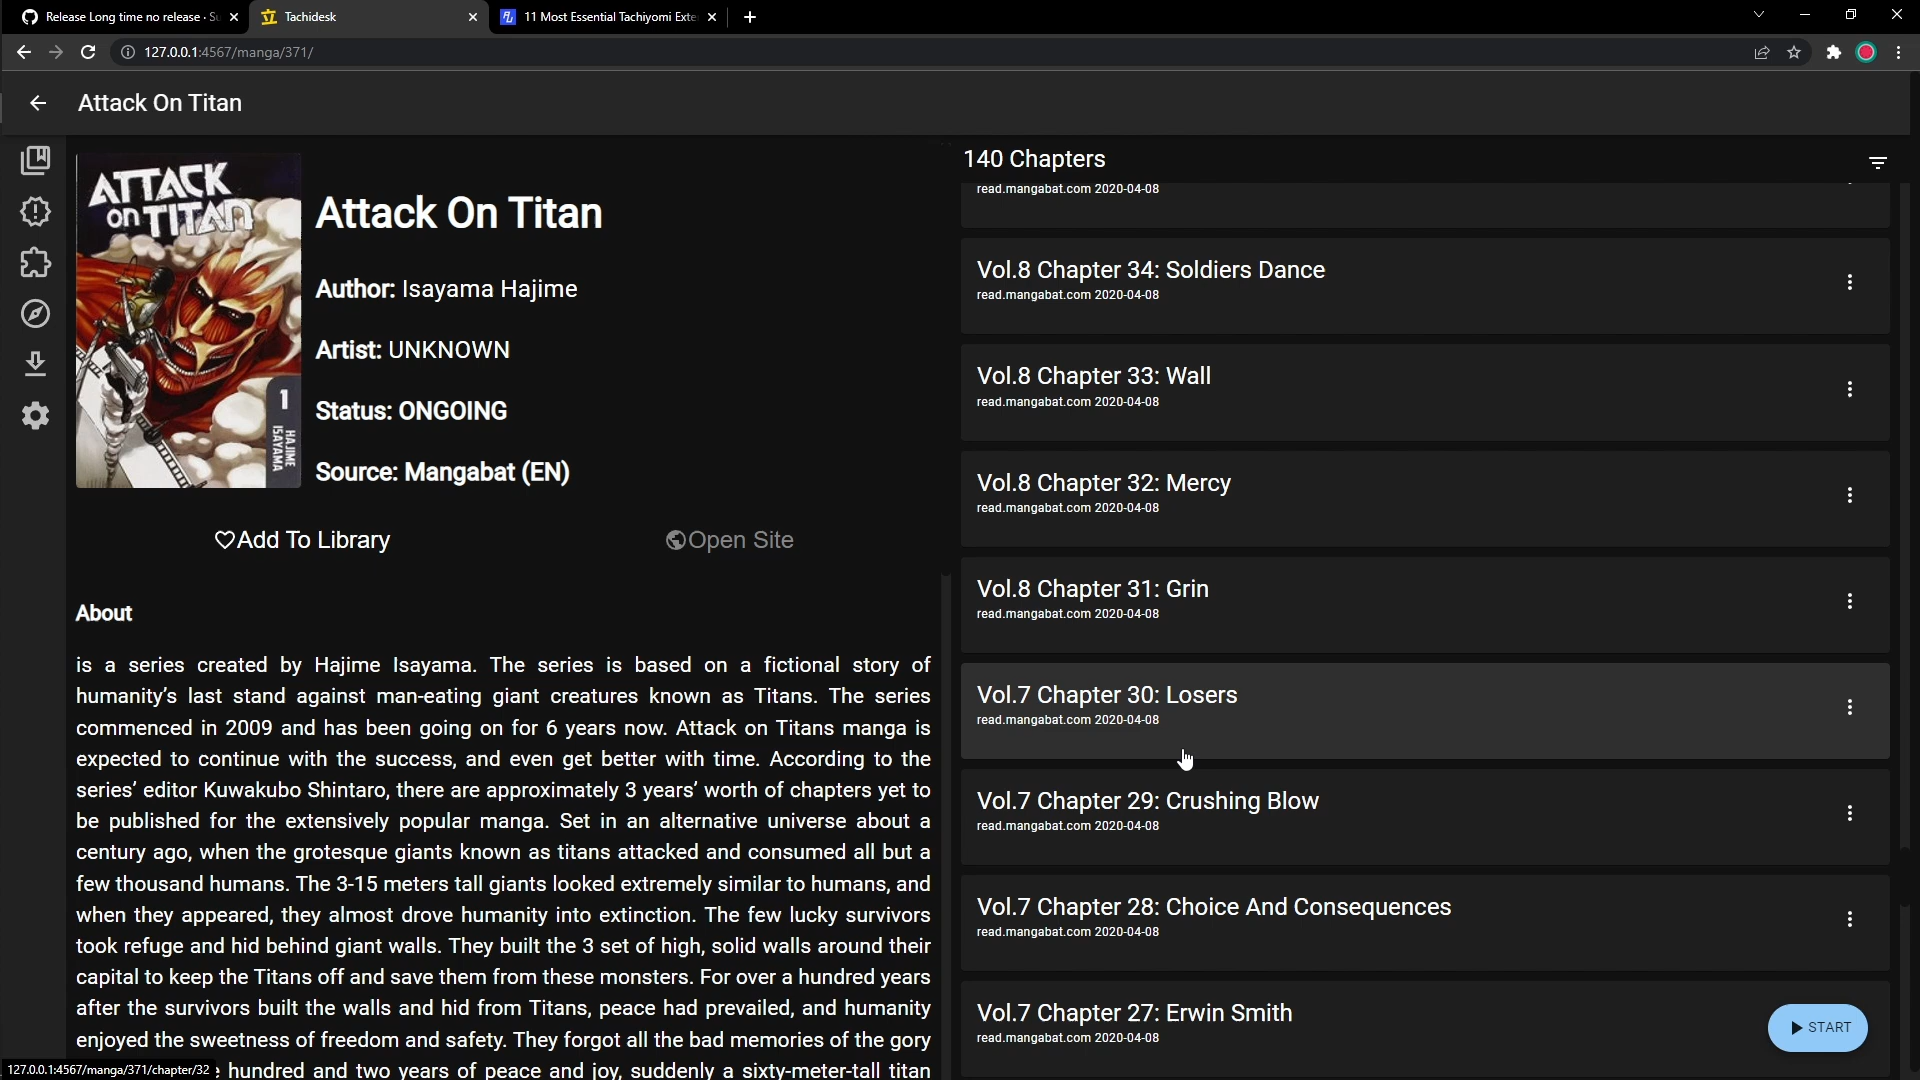 Release Long time no release · Su
Tachidesk
11 Most Essential Tachiyomi Exte
127.0.0.1:4567/manga/371/
Attack On Titan
ATTACK
on TITAN
1
HAJIME
ISAYAMA
Attack On Titan
Author: Isayama Hajime
Artist: UNKNOWN
Status: ONGOING
Source: Mangabat (EN)
Add To Library
Open Site
About
is a series created by Hajime Isayama. The series is based on a fictional story of
humanity's last stand against man-eating giant creatures known as Titans. The series
commenced in 2009 and has been going on for 6 years now. Attack on Titans manga is
expected to continue with the success, and even get better with time. According to the
series' editor Kuwakubo Shintaro, there are approximately 3 years' worth of chapters yet to
be published for the extensively popular manga. Set in an alternative universe about a
century ago, when the grotesque giants known as titans attacked and consumed all but a
few thousand humans. The 3-15 meters tall giants looked extremely similar to humans, and
when they appeared, they almost drove humanity into extinction. The few lucky survivors
took refuge and hid behind giant walls. They built the 3 set of high, solid walls around their
capital to keep the Titans off and save them from these monsters. For over a hundred years
after the survivors built the walls and hid from Titans, peace had prevailed, and humanity
enjoyed the sweetness of freedom and safety. They forgot all the bad memories of the gory
hundred and two years of peace and joy, suddenly a sixty-meter-tall titan
127.0.0.1:4567/manga/371/chapter/32
140 Chapters
read.mangabat.com 2020-04-08
Vol.8 Chapter 34: Soldiers Dance
read.mangabat.com 2020-04-08
Vol.8 Chapter 33: Wall
read.mangabat.com 2020-04-08
Vol.8 Chapter 32: Mercy
read.mangabat.com 2020-04-08
Vol.8 Chapter 31: Grin
read.mangabat.com 2020-04-08
Vol.7 Chapter 30: Losers
read.mangabat.com 2020-04-08
Vol.7 Chapter 29: Crushing Blow
read.mangabat.com 2020-04-08
Vol.7 Chapter 28: Choice And Consequences
read.mangabat.com 2020-04-08
Vol.7 Chapter 27: Erwin Smith
read.mangabat.com 2020-04-08
START